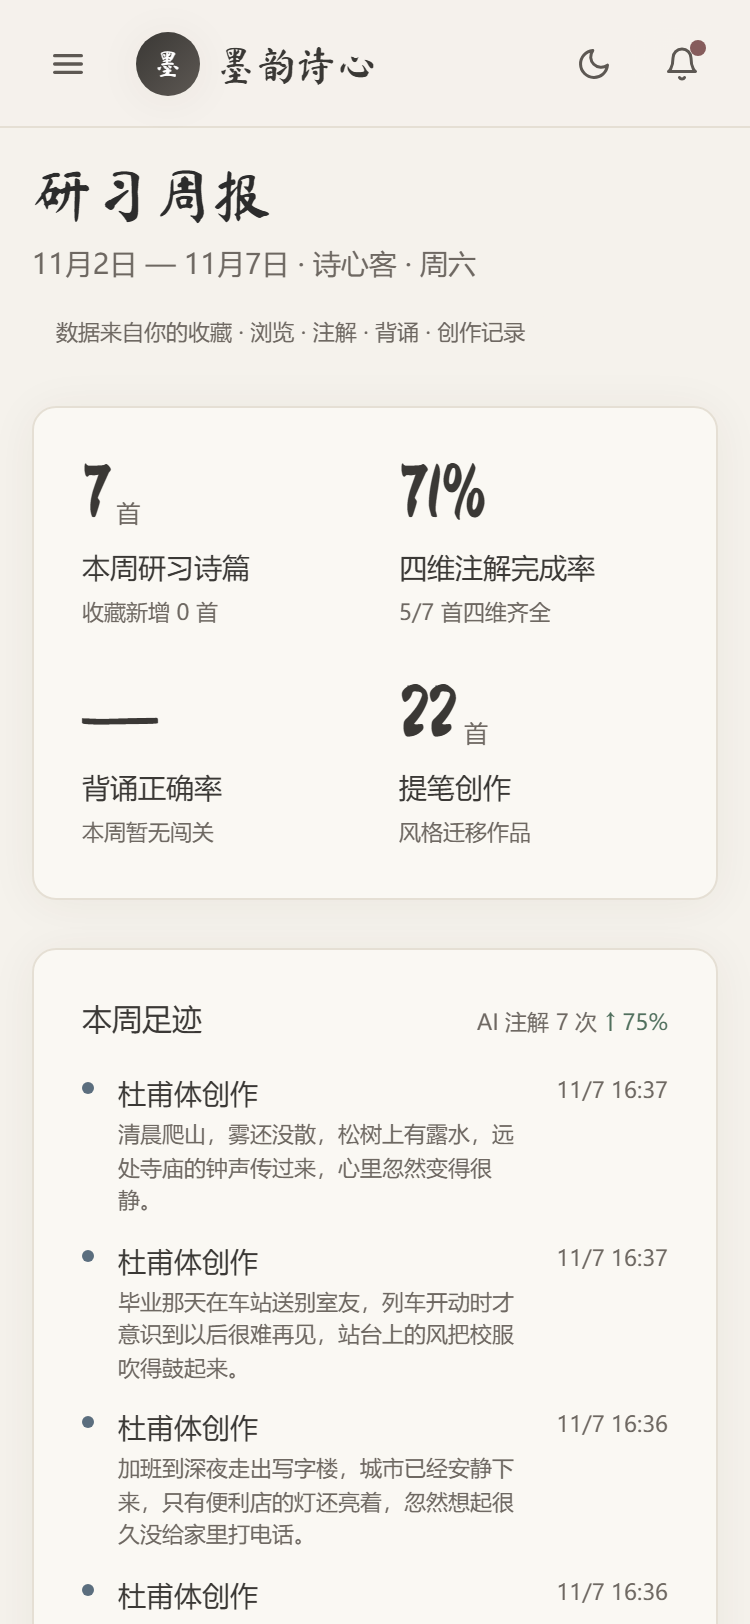 墨 墨韵诗心
研习周报
11月2日 — 11月7日 · 诗心客 · 周六
数据来自你的收藏 · 浏览 · 注解 · 背诵 · 创作记录
7 首
本周研习诗篇
收藏新增 0 首
71%
四维注解完成率
5/7 首四维齐全
—
背诵正确率
本周暂无闯关
22 首
提笔创作
风格迁移作品
本周足迹
AI 注解 7 次 ↑ 75%
杜甫体创作
11/7 16:37
清晨爬山，雾还没散，松树上有露水，远
处寺庙的钟声传过来，心里忽然变得很
静。
杜甫体创作
11/7 16:37
毕业那天在车站送别室友，列车开动时才
意识到以后很难再见，站台上的风把校服
吹得鼓起来。
杜甫体创作
11/7 16:36
加班到深夜走出写字楼，城市已经安静下
来，只有便利店的灯还亮着，忽然想起很
久没给家里打电话。
杜甫体创作
11/7 16:36